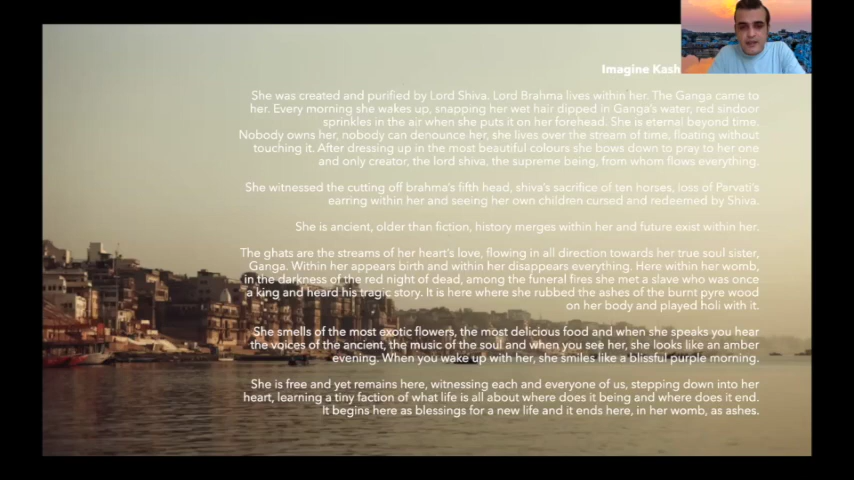 Imagine Kash
She was created and purified by Lord Shiva. Lord Brahma lives within her. The Ganga came to
her. Every morning she wakes up, snapping her wet hair dipped in Ganga's water, red sindoor
sprinkles in the air when she puts it on her forehead. She is eternal beyond time.
Nobody owns her, nobody can denounce her, she lives over the stream of time, floating without
touching it. After dressing up in the most beautiful colours she bows down to pray to her one
and only creator, the lord shiva, the supreme being, from whom flows everything.
She witnessed the cutting off brahma's fifth head, shiva's sacrifice of ten horses, loss of Parvati's
earring within her and seeing her own children cursed and redeemed by Shiva.
She is ancient, older than fiction, history merges within her and future exist within her.
The ghats are the streams of her heart's love, flowing in all direction towards her true soul sister,
Ganga. Within her appears birth and within her disappears everything. Here within her womb,
in the darkness of the red night of dead, among the funeral fires she met a slave who was once
a king and heard his tragic story. It is here where she rubbed the ashes of the burnt pyre wood
on her body and played holi with it.
She smells of the most exotic flowers, the most delicious food and when she speaks you hear
the voices of the ancient, the music of the soul and when you see her, she looks like an amber
evening. When you wake up with her, she smiles like a blissful purple morning.
She is free and yet remains here, witnessing each and everyone of us, stepping down into her
heart, learning a tiny faction of what life is all about where does it being and where does it end.
It begins here as blessings for a new life and it ends here, in her womb, as ashes.